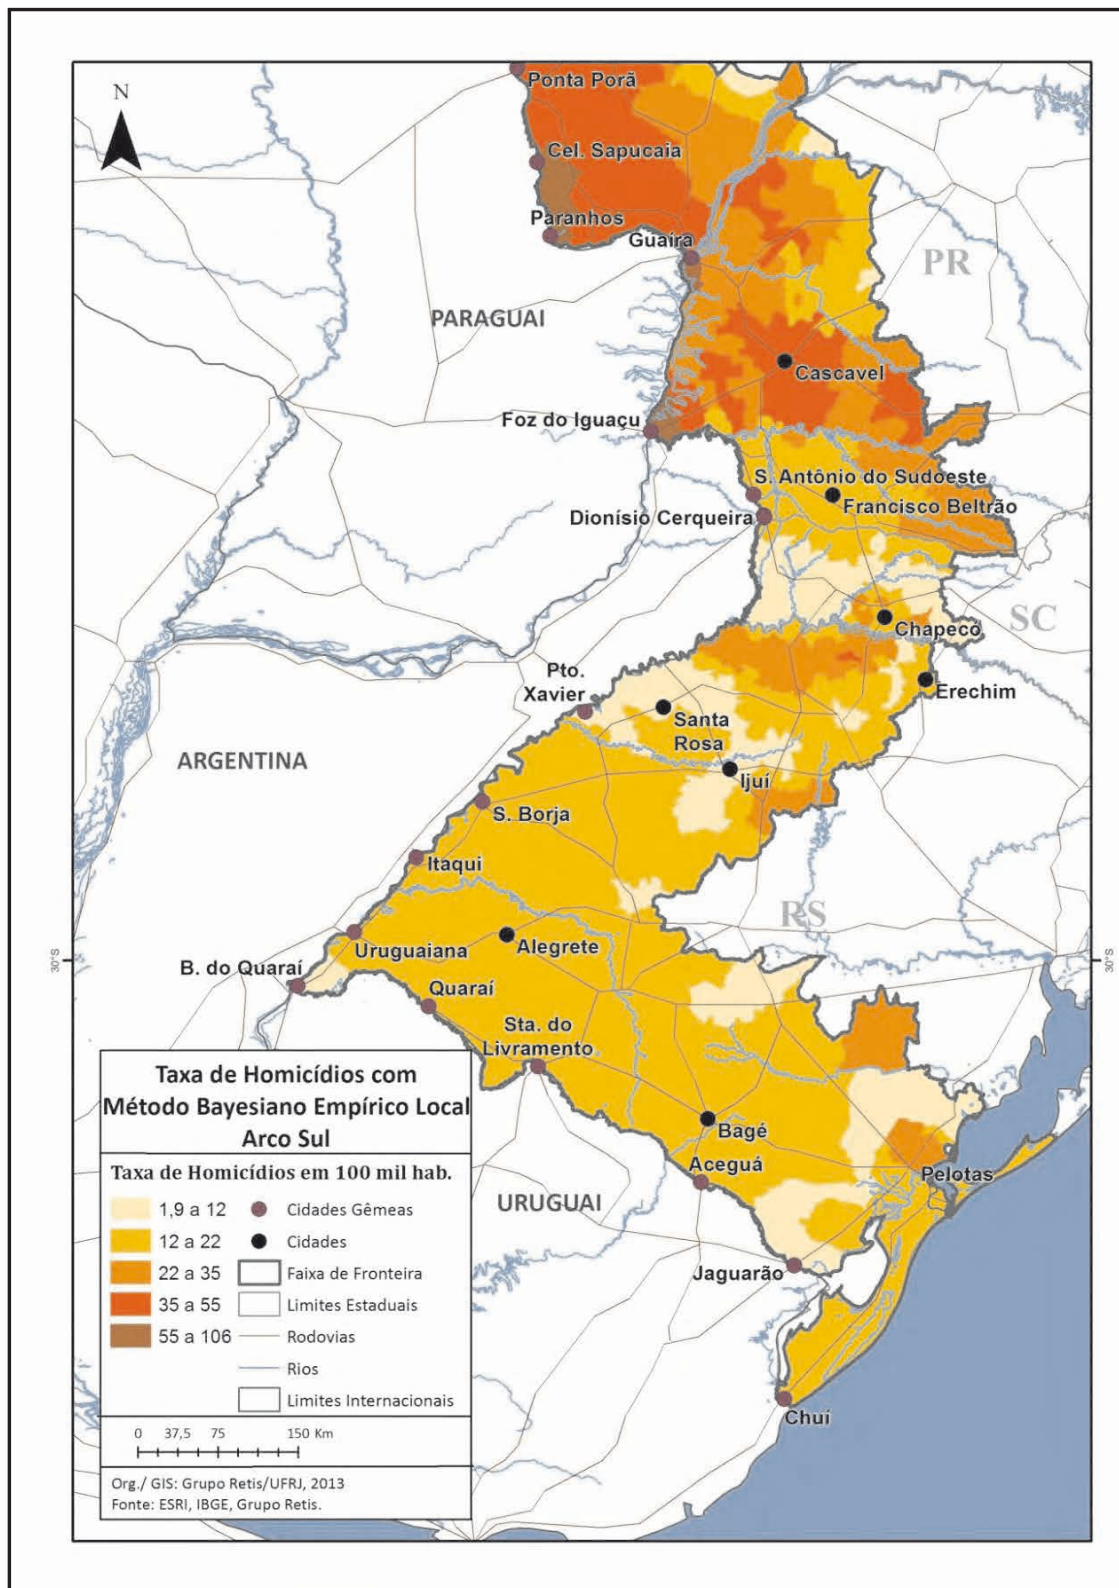 N
Ponta Porã
Cel. Sapucaia
Paranhos
Guaíra
PR
PARAGUAI
Cascavel
Foz do Iguaçu
S. Antônio do Sudoeste
Francisco Beltrão
Dionísio Cerqueira
SC
Chapecó
Pto.
Xavier
Erechim
Santa
Rosa
ARGENTINA
Ijuí
S. Borja
Itaqui
RS
Uruguaiana
Alegrete
30°S
30°S
B. do Quaraí
Quaraí
Sta. do
Livramento
Bagé
Aceguá
Pelotas
URUGUAI
Jaguarão
Chuí
Taxa de Homicídios com
Método Bayesiano Empírico Local
Arco Sul
Taxa de Homicídios em 100 mil hab.
1,9 a 12
Cidades Gêmeas
12 a 22
Cidades
22 a 35
Faixa de Fronteira
35 a 55
Limites Estaduais
55 a 106
Rodovias
Rios
Limites Internacionais
0 37,5 75 150 Km
Org./ GIS: Grupo Retis/UFRJ, 2013
Fonte: ESRI, IBGE, Grupo Retis.